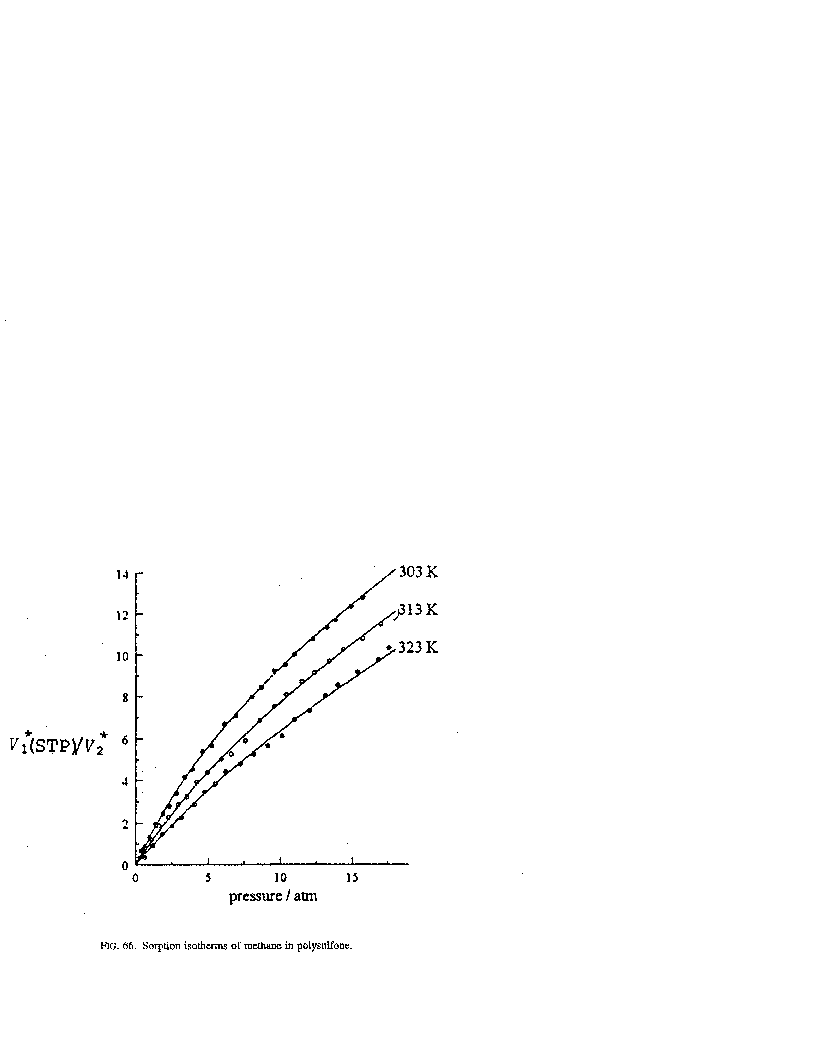 14
303 K
12
313 K
10
323 K
8
V₁*(STP)/V₂*
6
4
2
0
0 5 10 15
pressure / atm
FIG. 66. Sorption isotherms of methane in polysulfone.